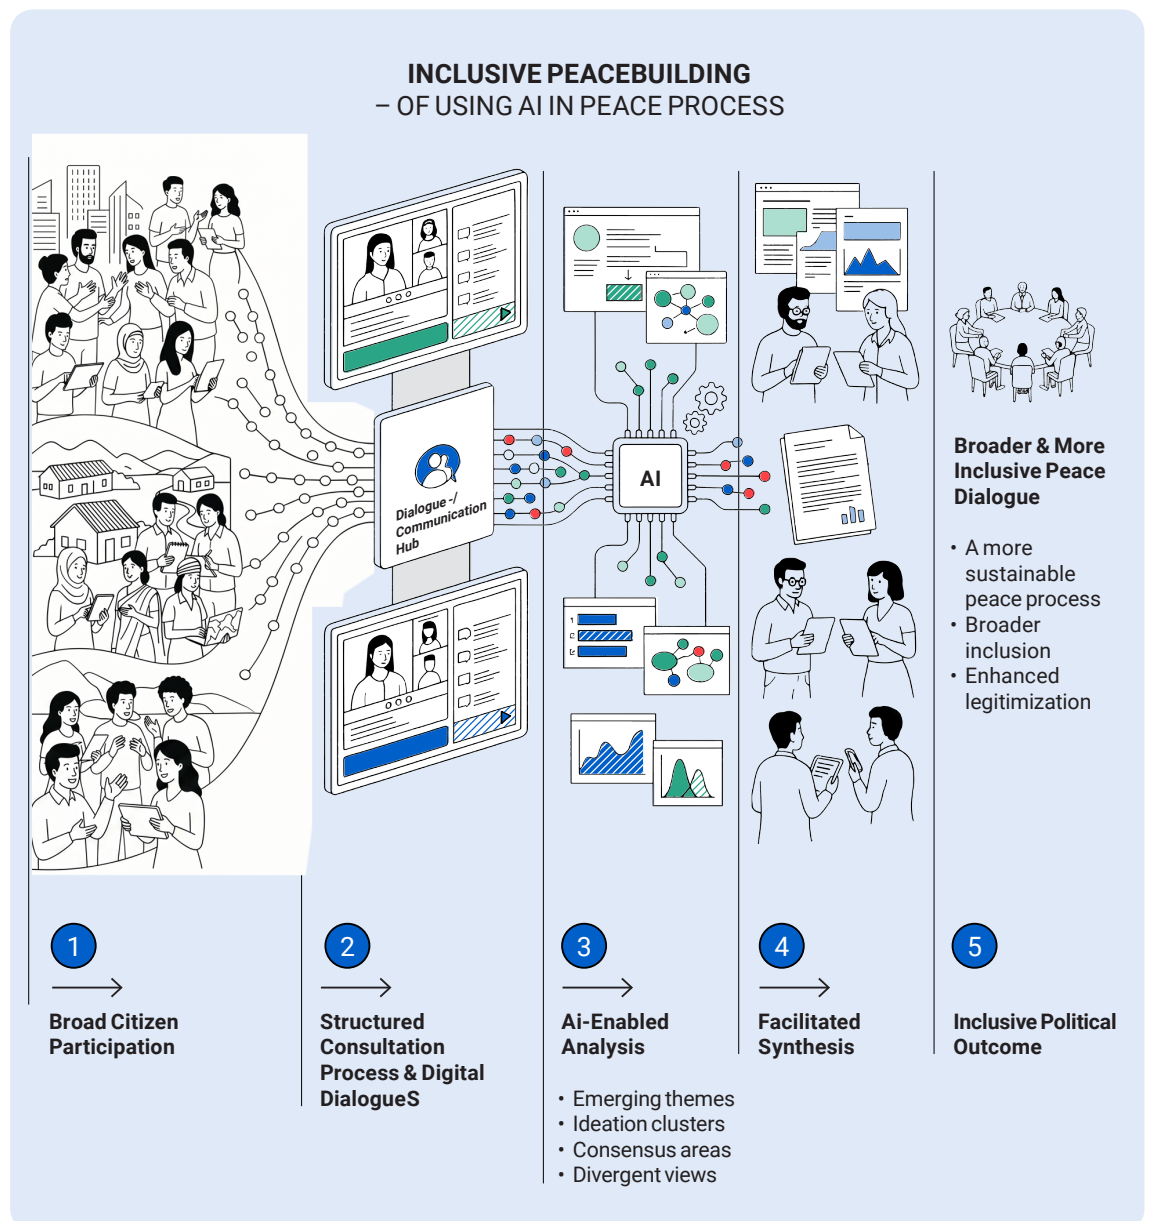 INCLUSIVE PEACEBUILDING
– OF USING AI IN PEACE PROCESS
Dialogue -/
Communication
Hub
AI
Broader & More
Inclusive Peace
Dialogue
• A more
sustainable
peace process
• Broader
inclusion
• Enhanced
legitimization
1
Broad Citizen
Participation
2
Structured
Consultation
Process & Digital
DialogueS
3
Ai-Enabled
Analysis
• Emerging themes
• Ideation clusters
• Consensus areas
• Divergent views
4
Facilitated
Synthesis
5
Inclusive Political
Outcome